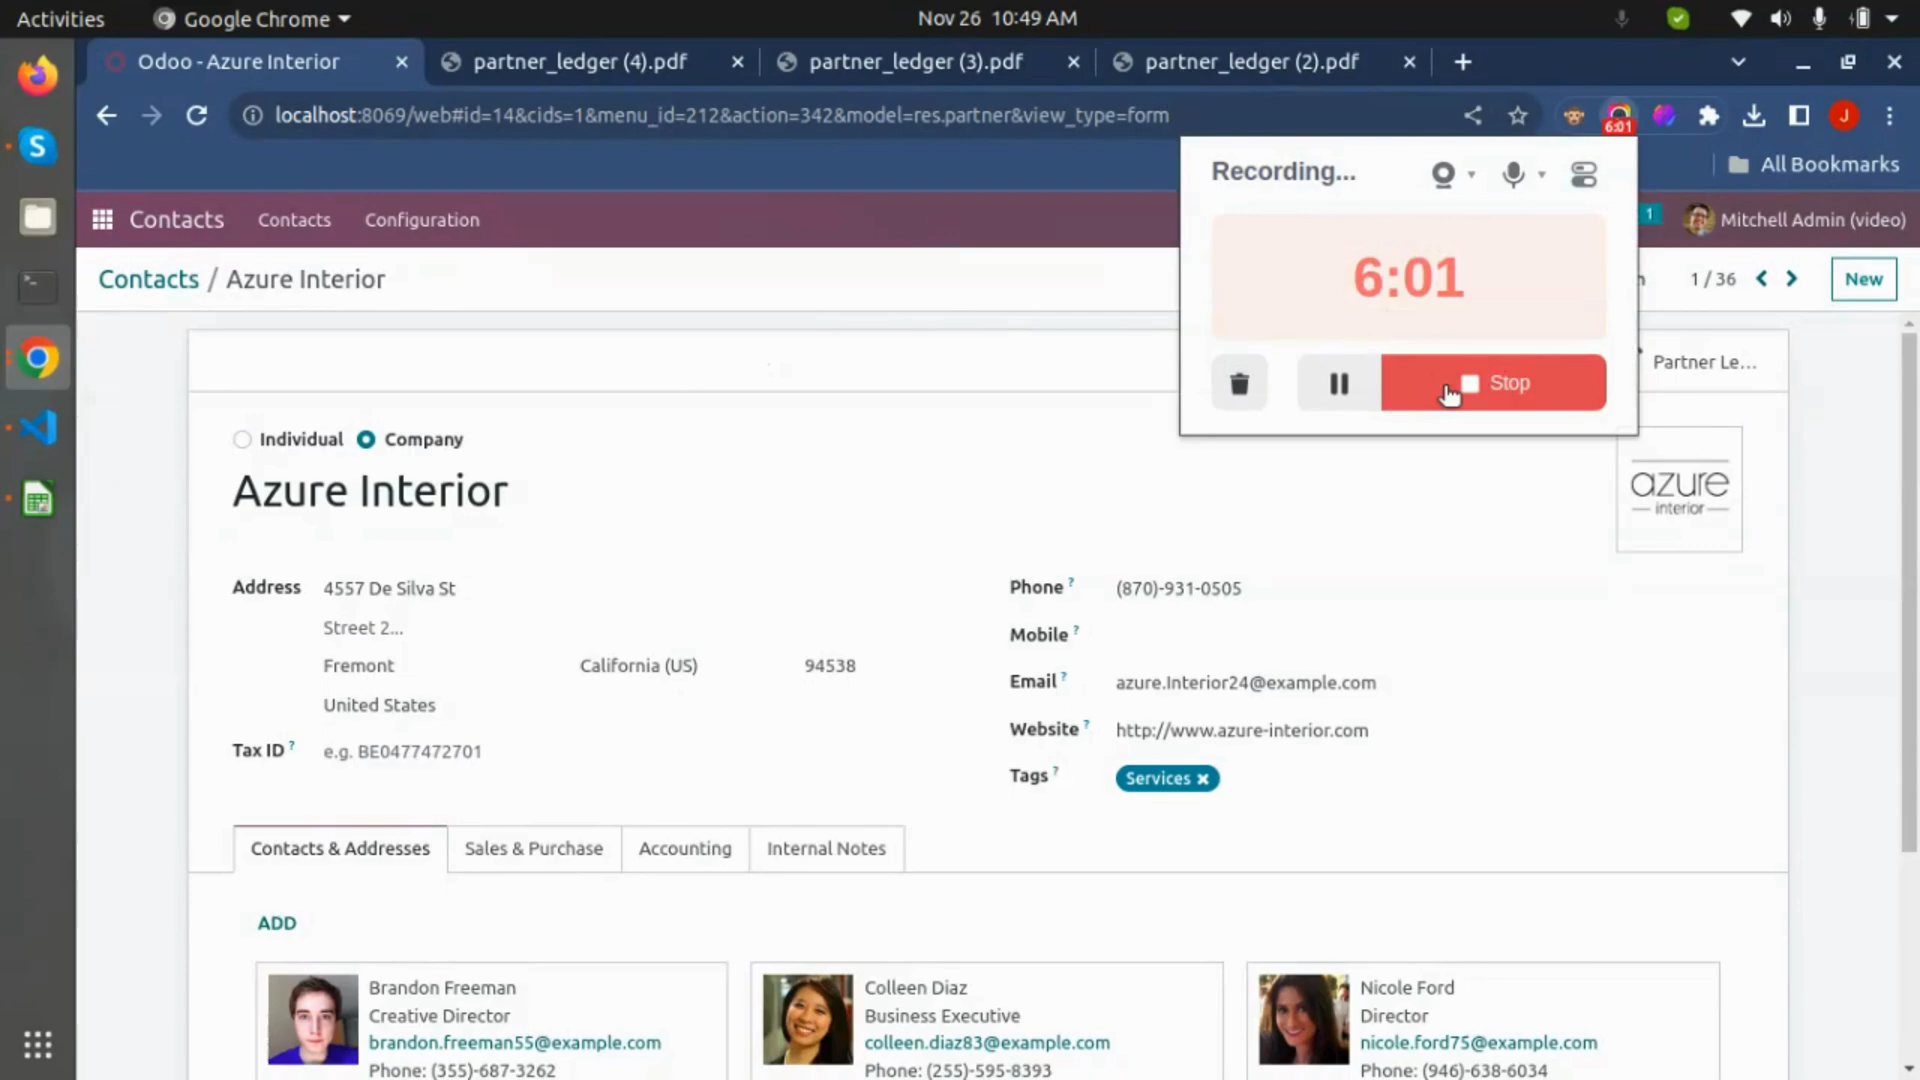 Activities Google Chrome Nov 26 10:49 AM
Odoo - Azure Interior partner_ledger (4).pdf partner_ledger (3).pdf partner_ledger (2).pdf
localhost:8069/web#id=14&cids=1&menu_id=212&action=342&model=res.partner&view_type=form 6:01 J
All Bookmarks
Recording...
Contacts Contacts Configuration 1 Mitchell Admin (video)
Contacts / Azure Interior 1 / 36 New
6:01
Partner Le...
Stop
Individual Company
Azure Interior
azure
interior
Address 4557 De Silva St
Street 2...
Fremont California (US) 94538
United States
Tax ID ? e.g. BE0477472701
Phone ? (870)-931-0505
Mobile ?
Email ? azure.Interior24@example.com
Website ? http://www.azure-interior.com
Tags ? Services ×
Contacts & Addresses Sales & Purchase Accounting Internal Notes
ADD
Brandon Freeman
Creative Director
brandon.freeman55@example.com
Phone: (355)-687-3262
Colleen Diaz
Business Executive
colleen.diaz83@example.com
Phone: (255)-595-8393
Nicole Ford
Director
nicole.ford75@example.com
Phone: (946)-638-6034